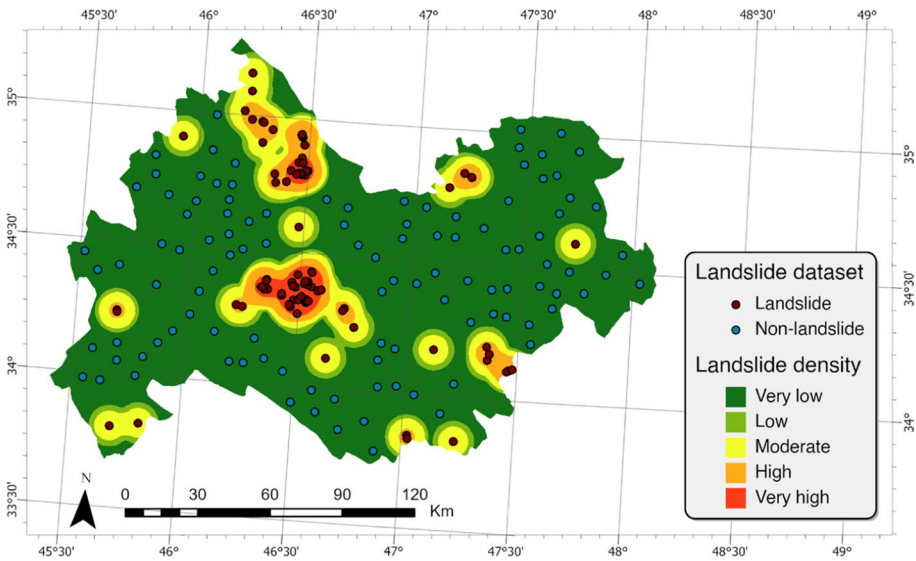 45°30' 46° 46°30' 47° 47°30' 48° 48°30' 49°
35°
34°30'
34°
33°30'
35°
34°30'
34°
Landslide dataset
Landslide
Non-landslide
Landslide density
Very low
Low
Moderate
High
Very high
N
0 30 60 90 120
Km
45°30' 46° 46°30' 47° 47°30' 48° 48°30' 49°